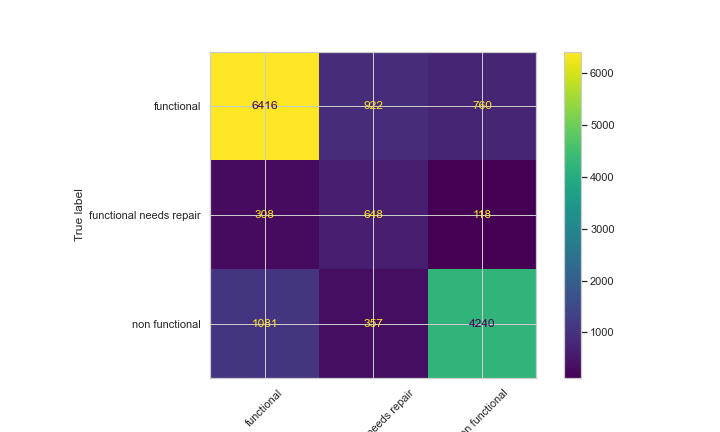 6000
functional
6416
922
760
5000
4000
functional needs repair
308
648
118
True label
3000
2000
non functional
1081
357
4240
1000
functional
needs repair
on functional